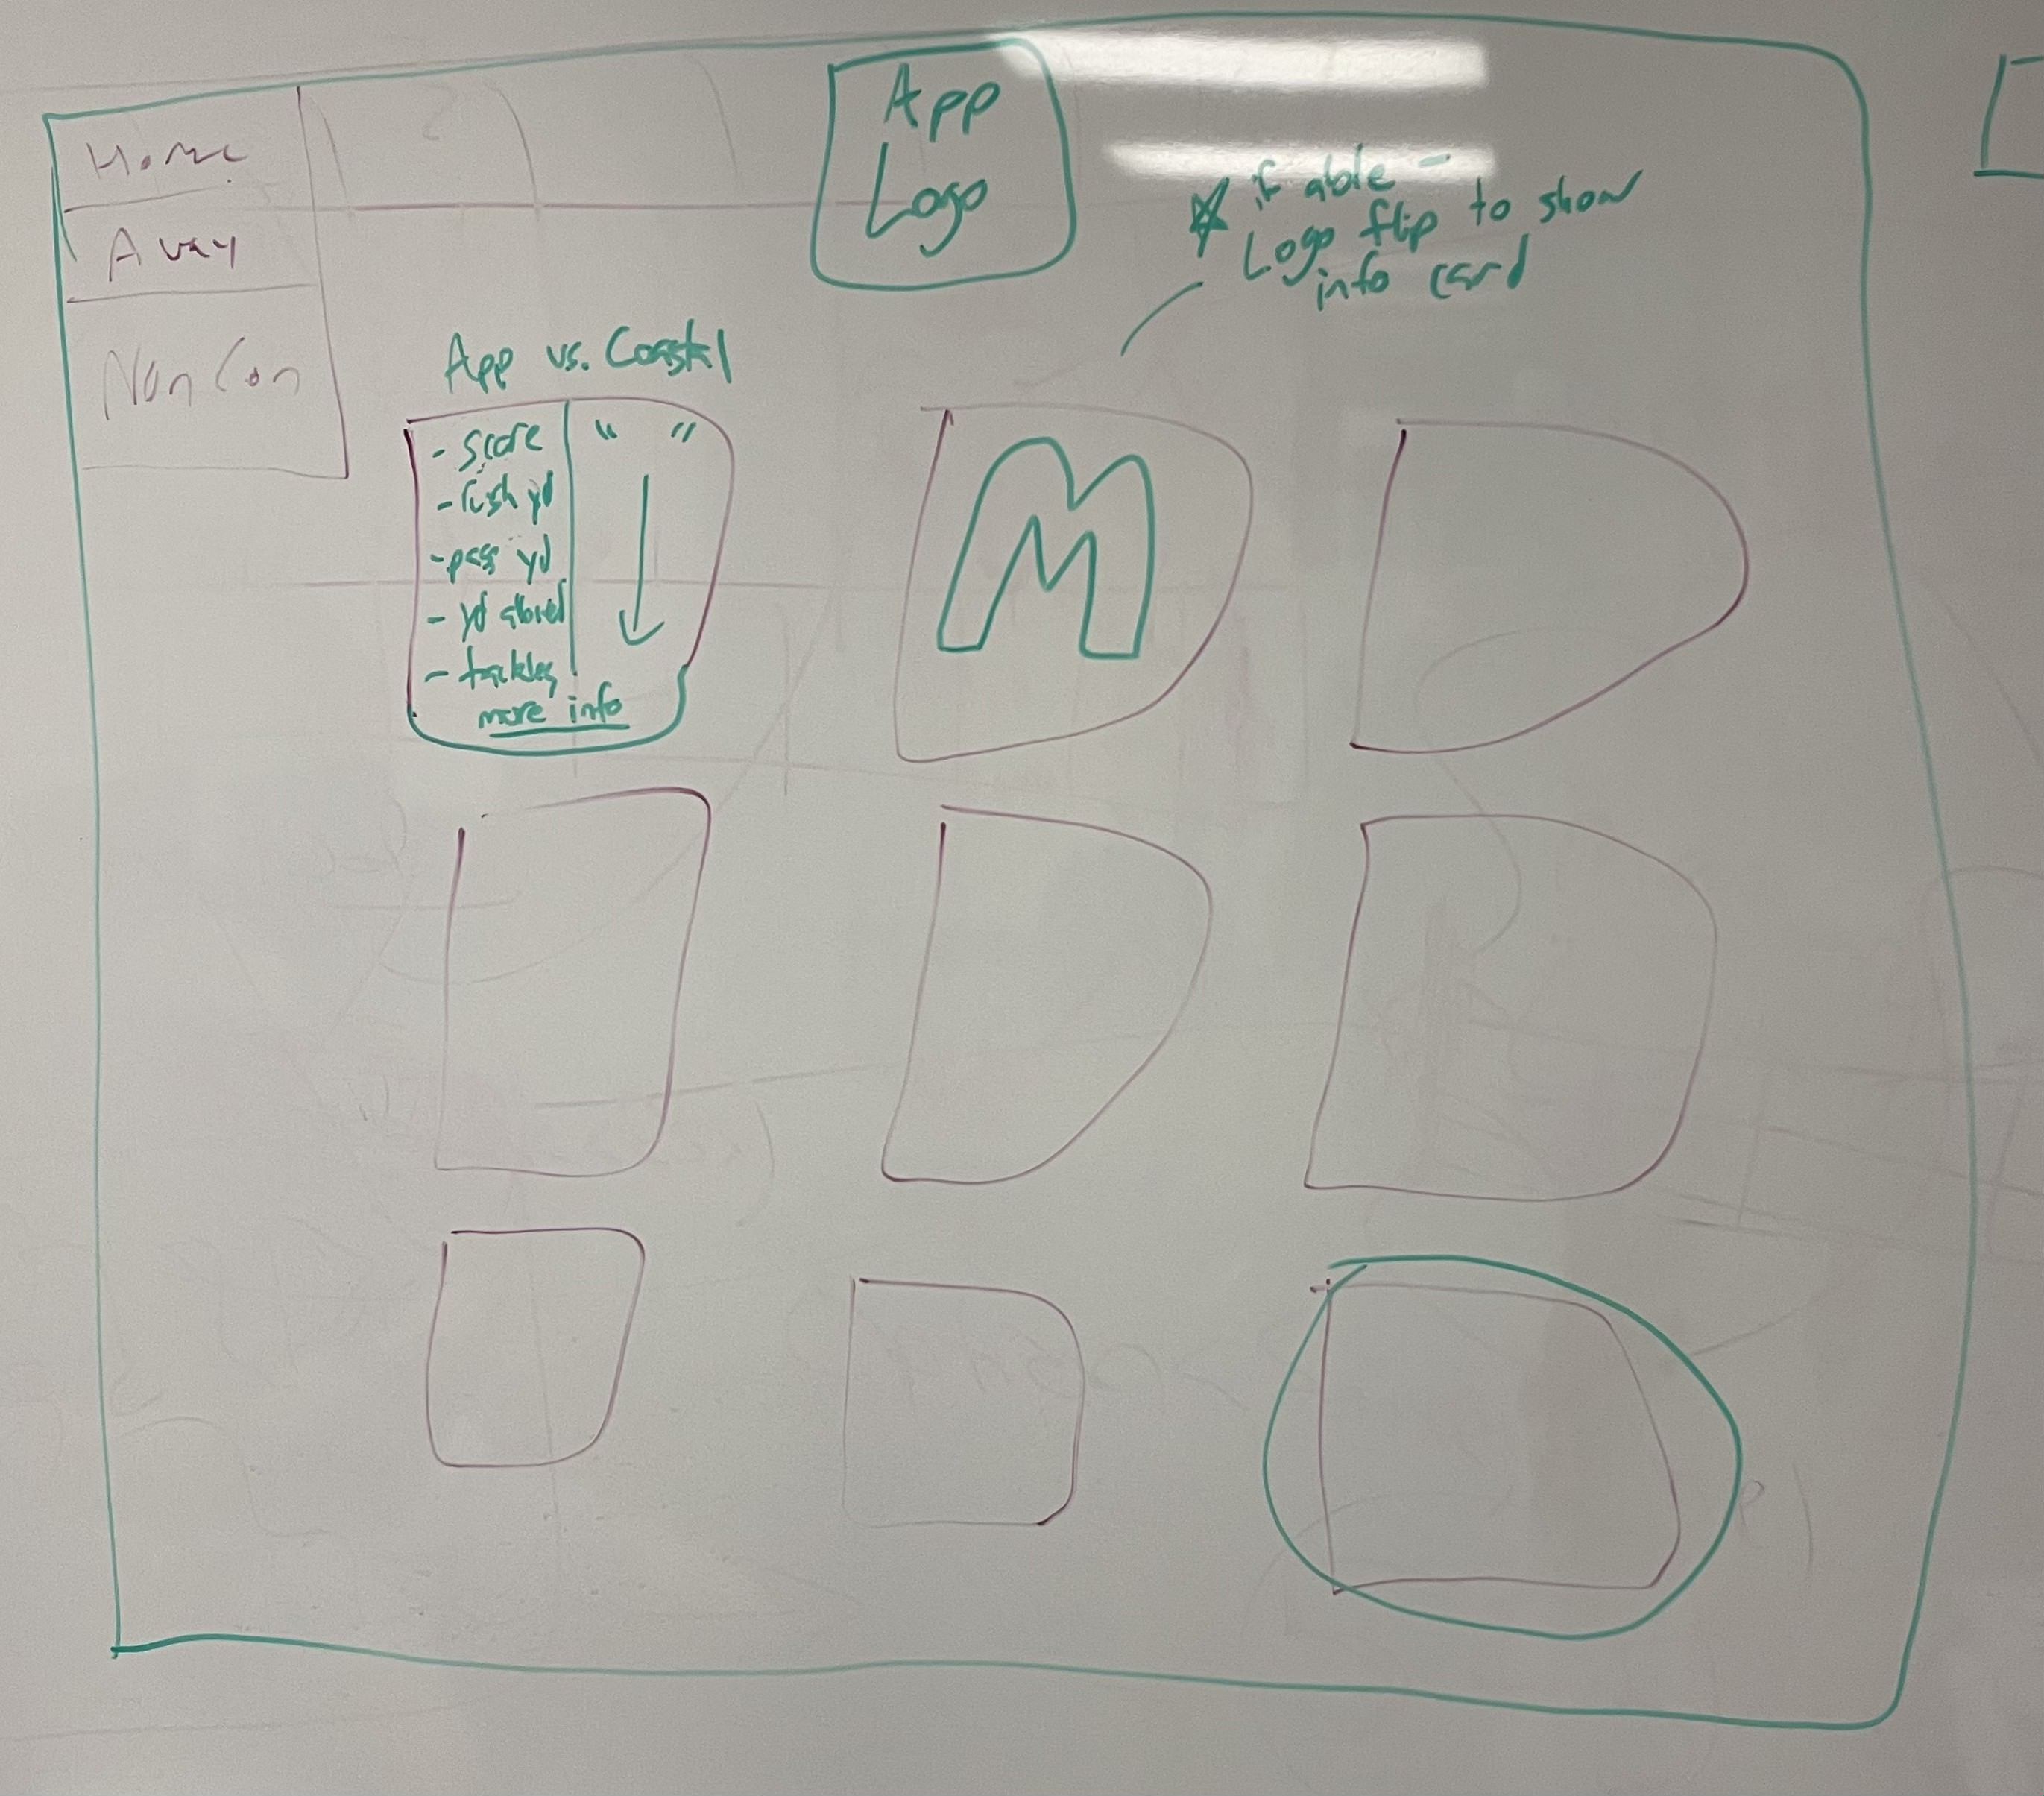 Home
Away
Non Con
App
Logo
if able -
Logo flip to show
info card
App vs. Coastal
- score " "
- rush yd
- pass yd
- yd allowed
- tackles
more info
M